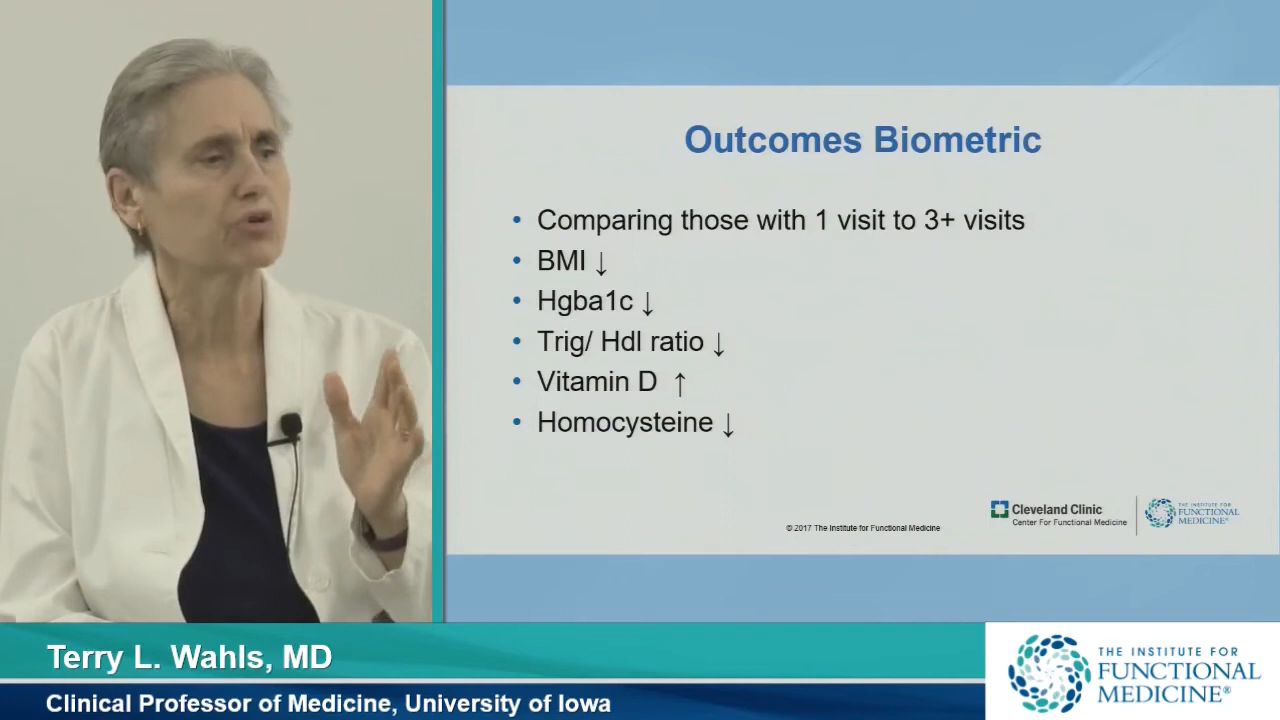 Outcomes Biometric
• Comparing those with 1 visit to 3+ visits
• BMI ↓
• Hgba1c ↓
• Trig/ Hdl ratio ↓
• Vitamin D ↑
• Homocysteine ↓
© 2017 The Institute for Functional Medicine
Cleveland Clinic
Center For Functional Medicine
THE INSTITUTE FOR
FUNCTIONAL
MEDICINE®
Terry L. Wahls, MD
Clinical Professor of Medicine, University of Iowa
THE INSTITUTE FOR
FUNCTIONAL
MEDICINE®